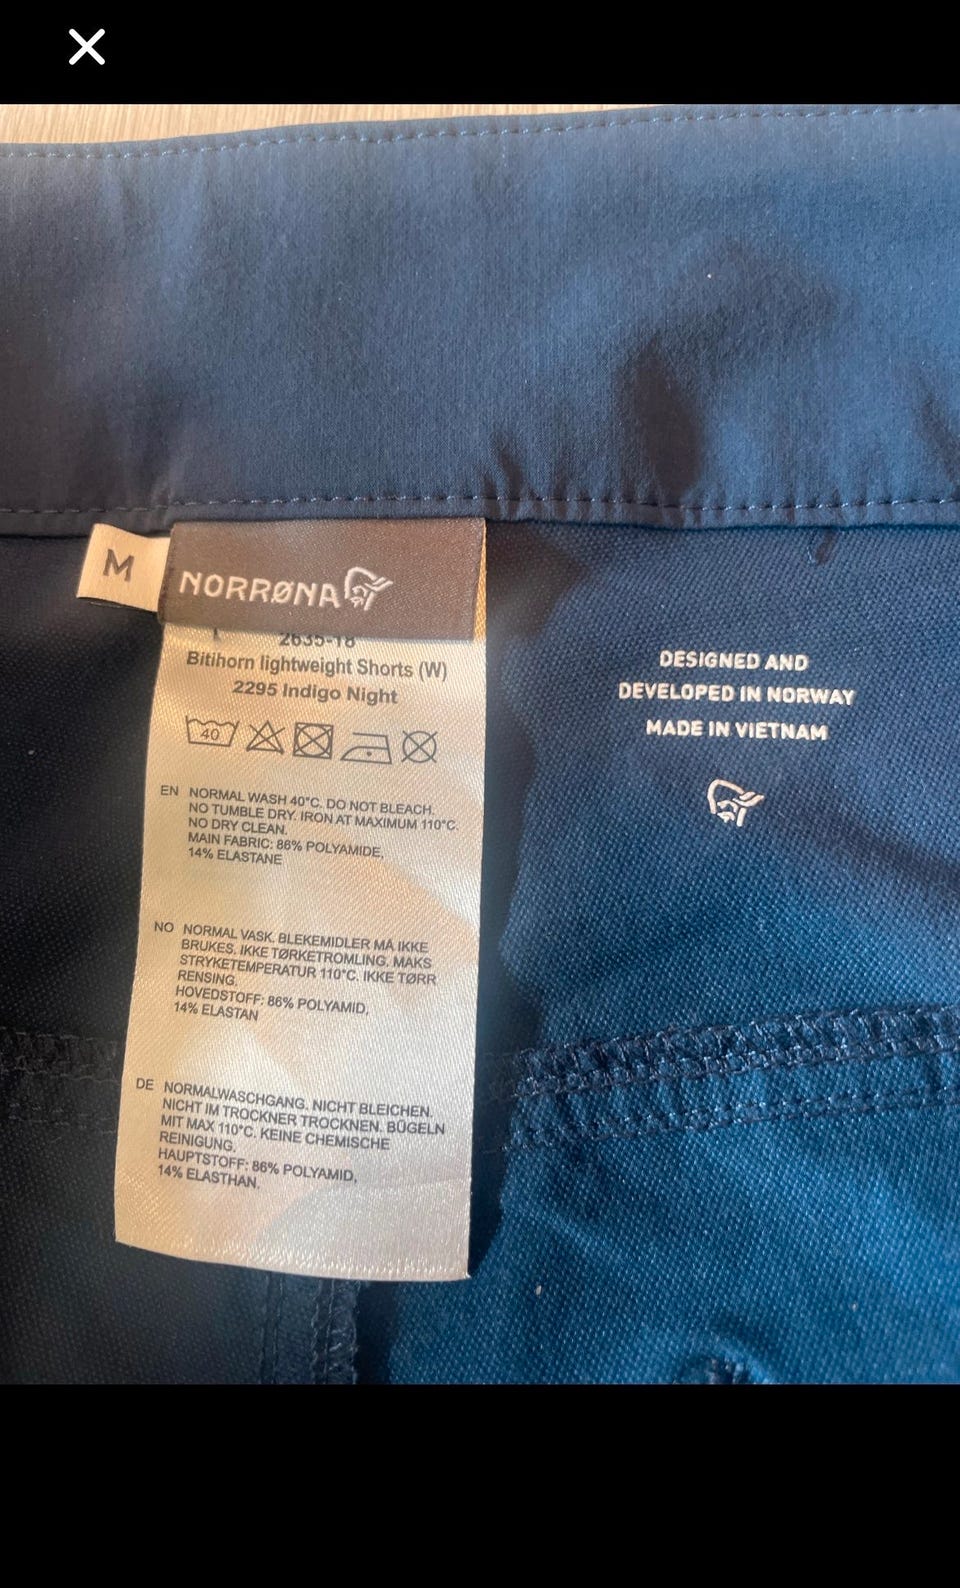 M
NORRØNA
2635-18
Bitihorn lightweight Shorts (W)
2295 Indigo Night
40
EN NORMAL WASH 40°C. DO NOT BLEACH.
NO TUMBLE DRY. IRON AT MAXIMUM 110°C.
NO DRY CLEAN.
MAIN FABRIC: 86% POLYAMIDE,
14% ELASTANE
NO NORMAL VASK. BLEKEMIDLER MÅ IKKE
BRUKES. IKKE TØRKETROMLING. MAKS
STRYKETEMPERATUR 110°C. IKKE TØRR
RENSING.
HOVEDSTOFF: 86% POLYAMID,
14% ELASTAN
DE NORMALWASCHGANG. NICHT BLEICHEN.
NICHT IM TROCKNER TROCKNEN. BÜGELN
MIT MAX 110°C. KEINE CHEMISCHE
REINIGUNG.
HAUPTSTOFF: 86% POLYAMID,
14% ELASTHAN.
DESIGNED AND
DEVELOPED IN NORWAY
MADE IN VIETNAM